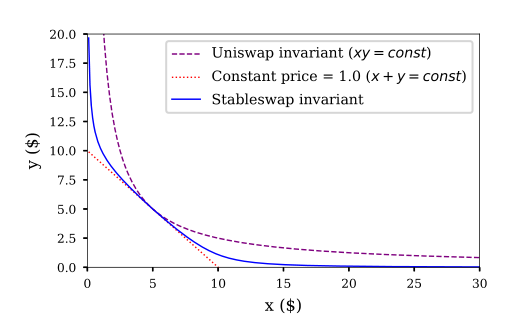 20.0
17.5
15.0
12.5
10.0
7.5
5.0
2.5
0.0
y ($)
Uniswap invariant (xy = const)
Constant price = 1.0 (x + y = const)
Stableswap invariant
0 5 10 15 20 25 30
x ($)